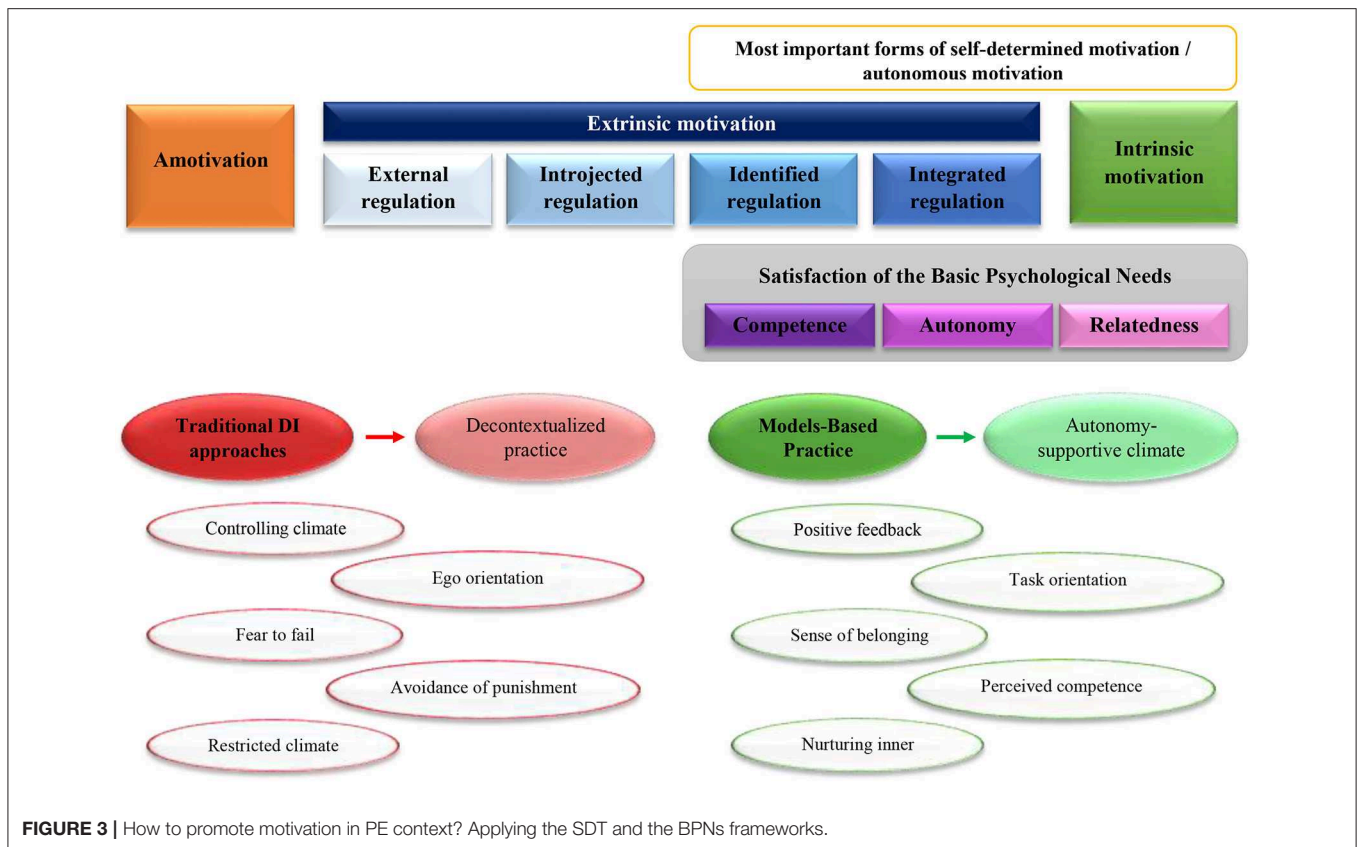 Most important forms of self-determined motivation /
autonomous motivation
Amotivation
Extrinsic motivation
External
regulation
Introjected
regulation
Identified
regulation
Integrated
regulation
Intrinsic
motivation
Satisfaction of the Basic Psychological Needs
Competence
Autonomy
Relatedness
Traditional DI
approaches
Decontextualized
practice
Controlling climate
Ego orientation
Fear to fail
Avoidance of punishment
Restricted climate
Models-Based
Practice
Autonomy-
supportive climate
Positive feedback
Task orientation
Sense of belonging
Perceived competence
Nurturing inner
FIGURE 3 | How to promote motivation in PE context? Applying the SDT and the BPNs frameworks.